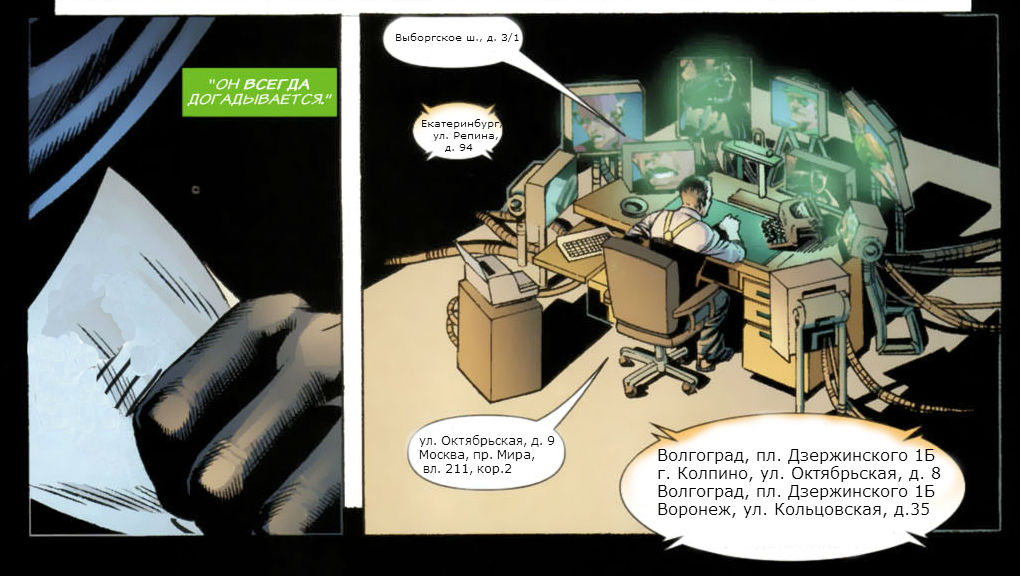 "ОН ВСЕГДА
ДОГАДЫВАЕТСЯ."
Выборгское ш., д. 3/1
Екатеринбург,
ул. Репина,
д. 94
ул. Октябрьская, д. 9
Москва, пр. Мира,
вл. 211, кор.2
Волгоград, пл. Дзержинского 1Б
г. Колпино, ул. Октябрьская, д. 8
Волгоград, пл. Дзержинского 1Б
Воронеж, ул. Кольцовская, д.35